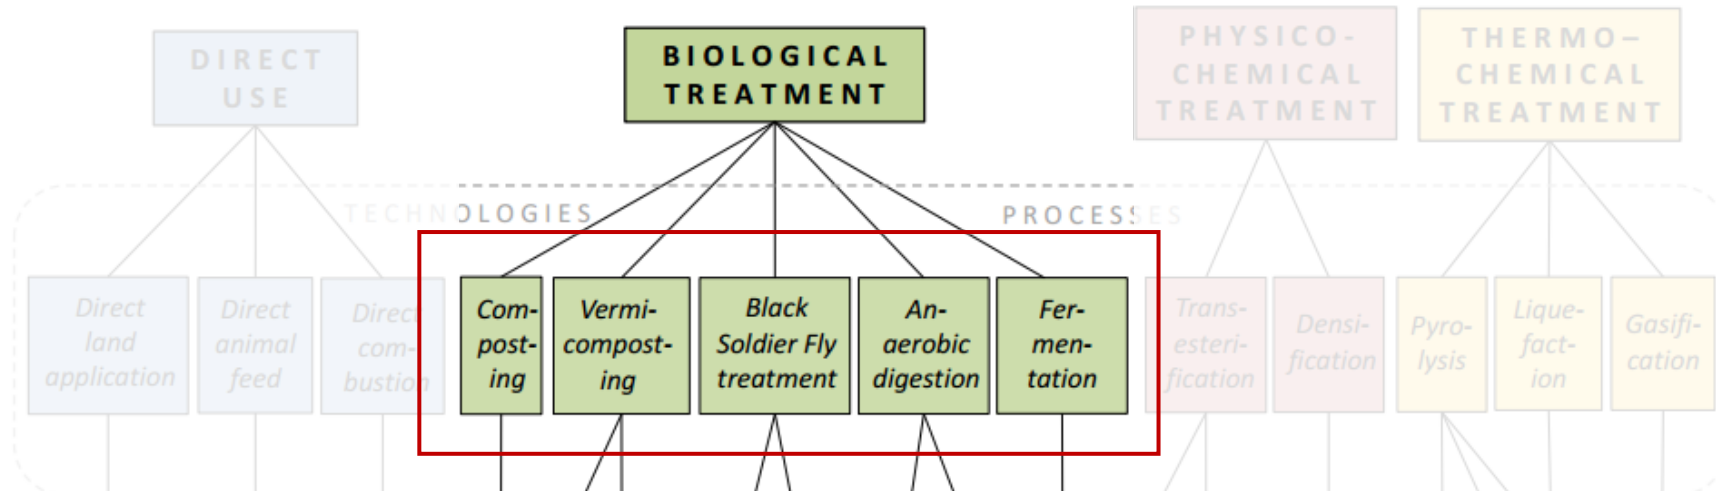 DIRECT
USE
BIOLOGICAL
TREATMENT
PHYSICO-
CHEMICAL
TREATMENT
THERMO–
CHEMICAL
TREATMENT
TECHNOLOGIES
PROCESSES
Direct
land
application
Direct
animal
feed
Direct
com-
bustion
Com-
post-
ing
Vermi-
compost-
ing
Black
Soldier Fly
treatment
An-
aerobic
digestion
Fer-
men-
tation
Trans-
esteri-
fication
Densi-
fication
Pyro-
lysis
Lique-
fact-
ion
Gasifi-
cation